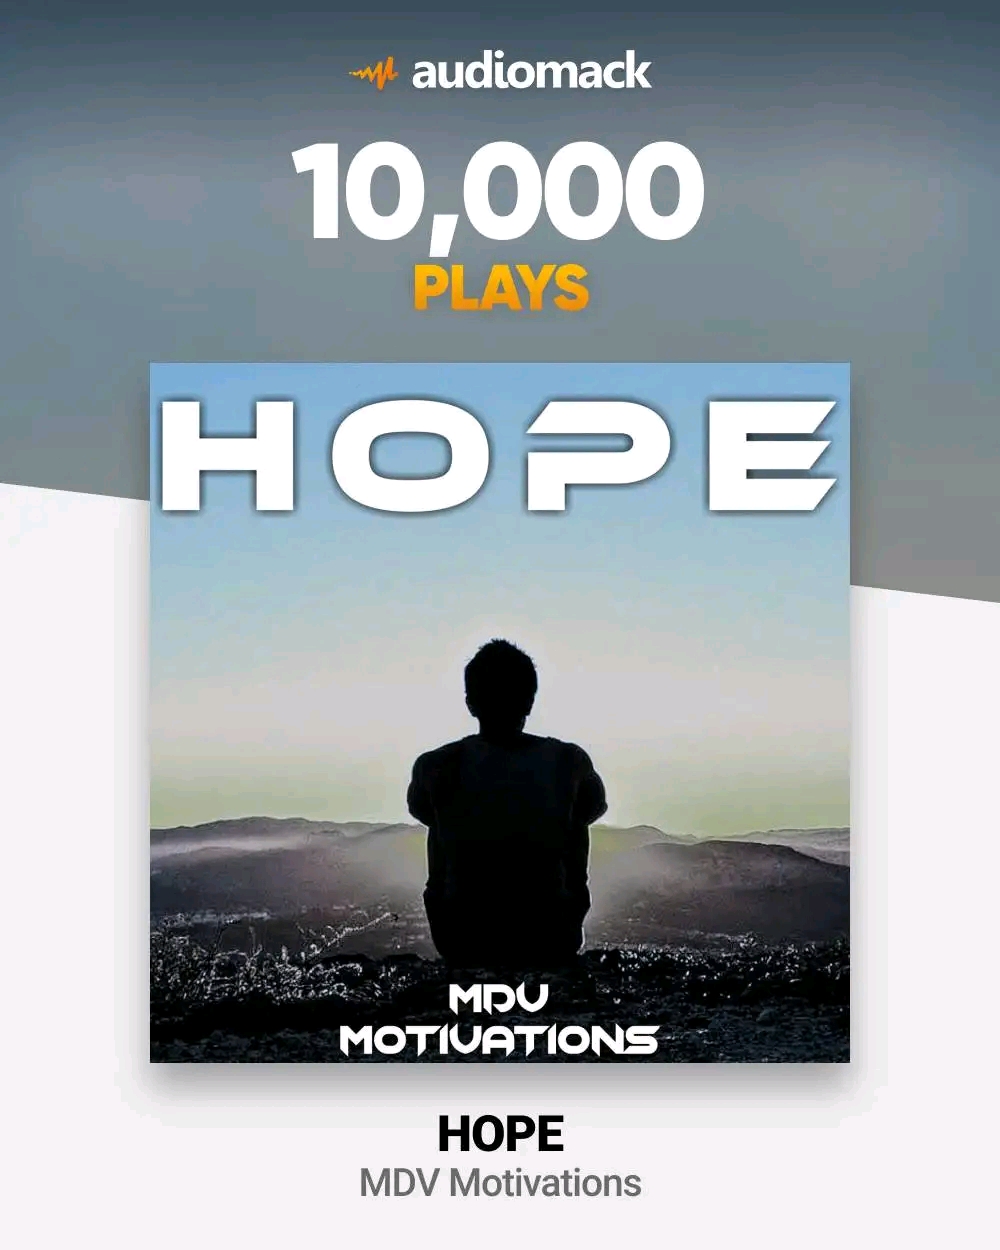 audiomack
10,000
PLAYS
HOPE
MDV
MOTIVATIONS
HOPE
MDV Motivations